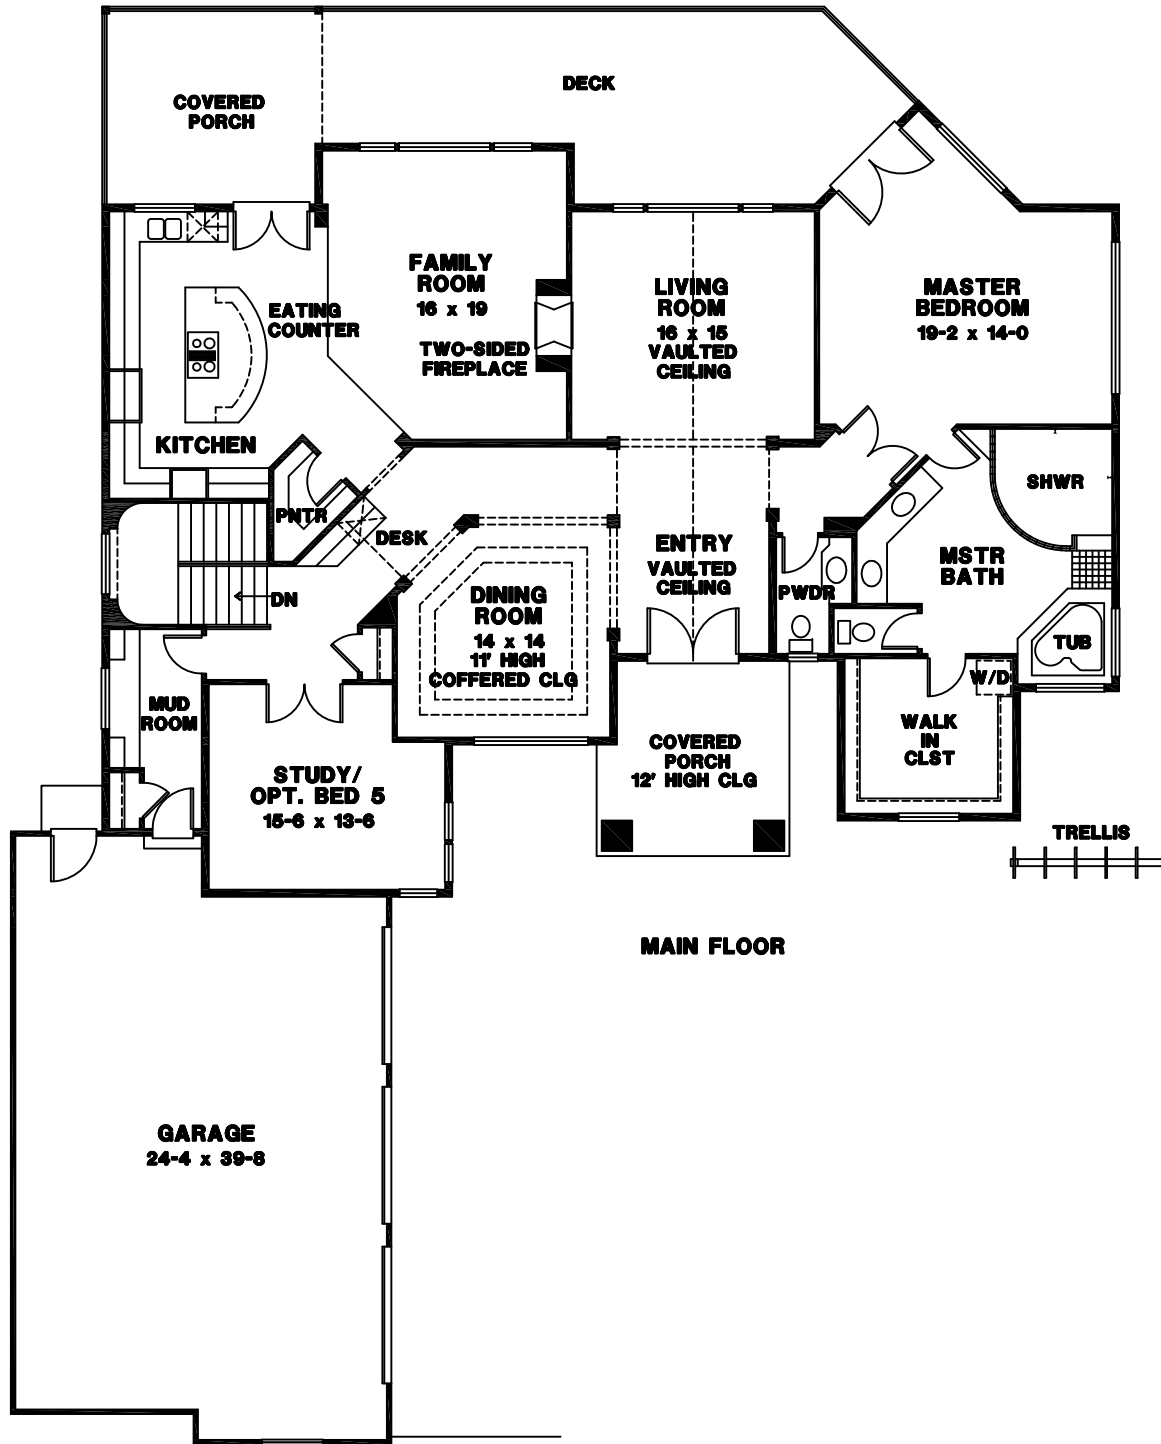 DECK
COVERED
PORCH
FAMILY
ROOM
16 x 19
TWO-SIDED
FIREPLACE
LIVING
ROOM
16 x 15
VAULTED
CEILING
MASTER
BEDROOM
19-2 x 14-0
EATING
COUNTER
KITCHEN
PNTR
DESK
SHWR
ENTRY
VAULTED
CEILING
MSTR
BATH
PWDR
DINING
ROOM
14 x 14
11' HIGH
COFFERED CLG
DN
TUB
W/D
MUD
ROOM
WALK
IN
CLST
COVERED
PORCH
12' HIGH CLG
STUDY/
OPT. BED 5
15-6 x 13-6
TRELLIS
MAIN FLOOR
GARAGE
24-4 x 39-8